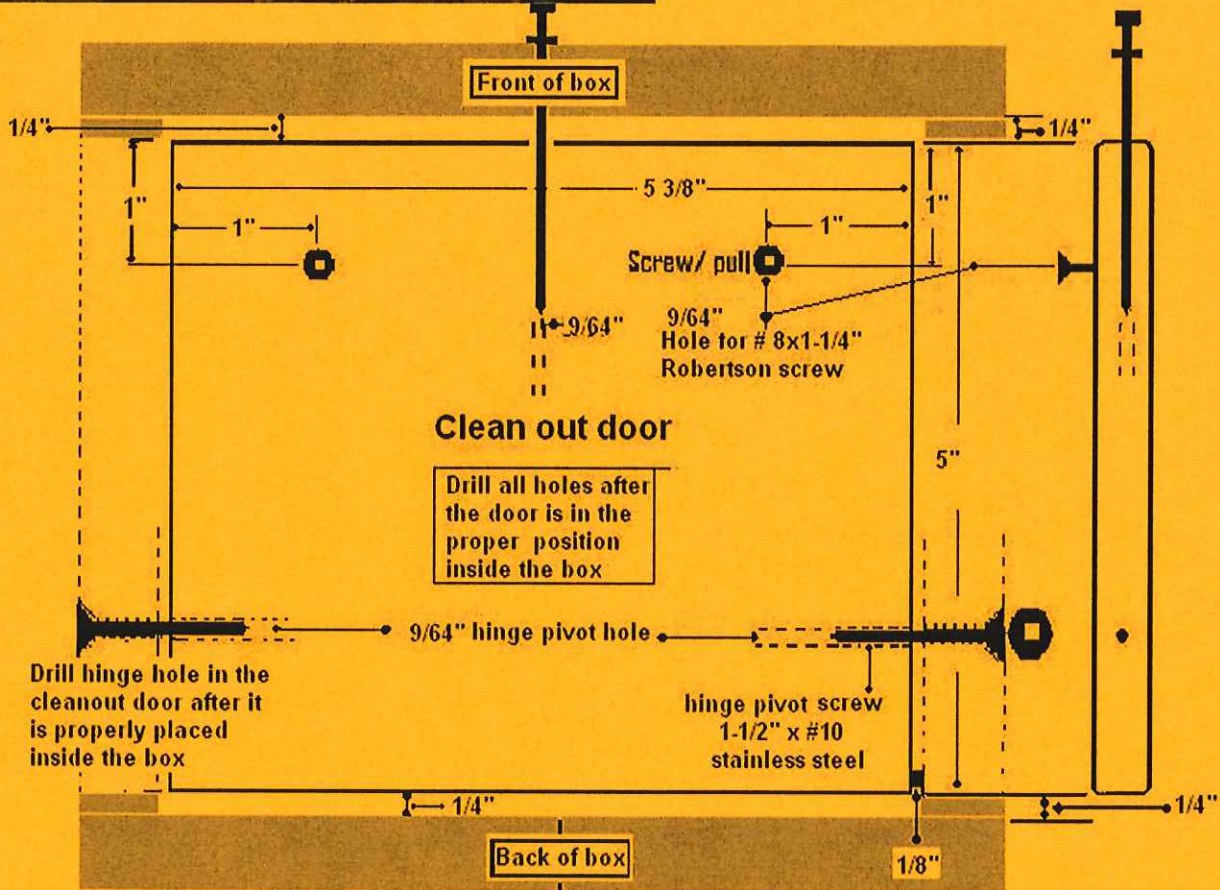 Front of box
1/4"
1/4"
5 3/8"
1"
1"
1"
1"
Screw/ pull
9/64"
9/64"
Hole for # 8x1-1/4"
Robertson screw
Clean out door
5"
Drill all holes after
the door is in the
proper position
inside the box
9/64" hinge pivot hole
Drill hinge hole in the
cleanout door after it
is properly placed
inside the box
hinge pivot screw
1-1/2" x #10
stainless steel
1/4"
1/4"
Back of box
1/8"